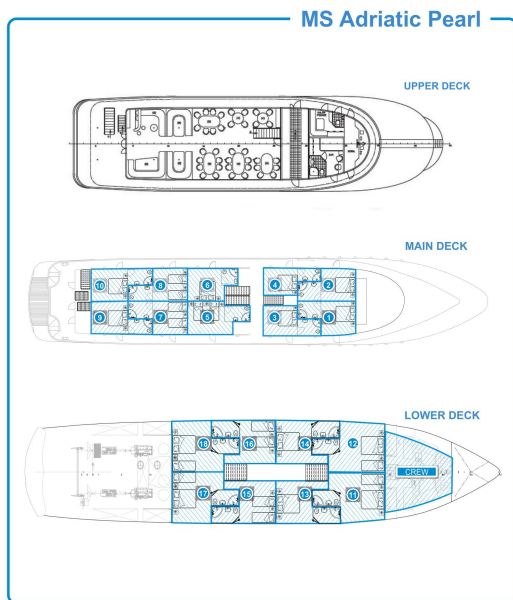 MS Adriatic Pearl
UPPER DECK
MAIN DECK
10 8 6 4 2
9 7 5 3 1
LOWER DECK
18 16 14 12
CREW
17 15 13 11